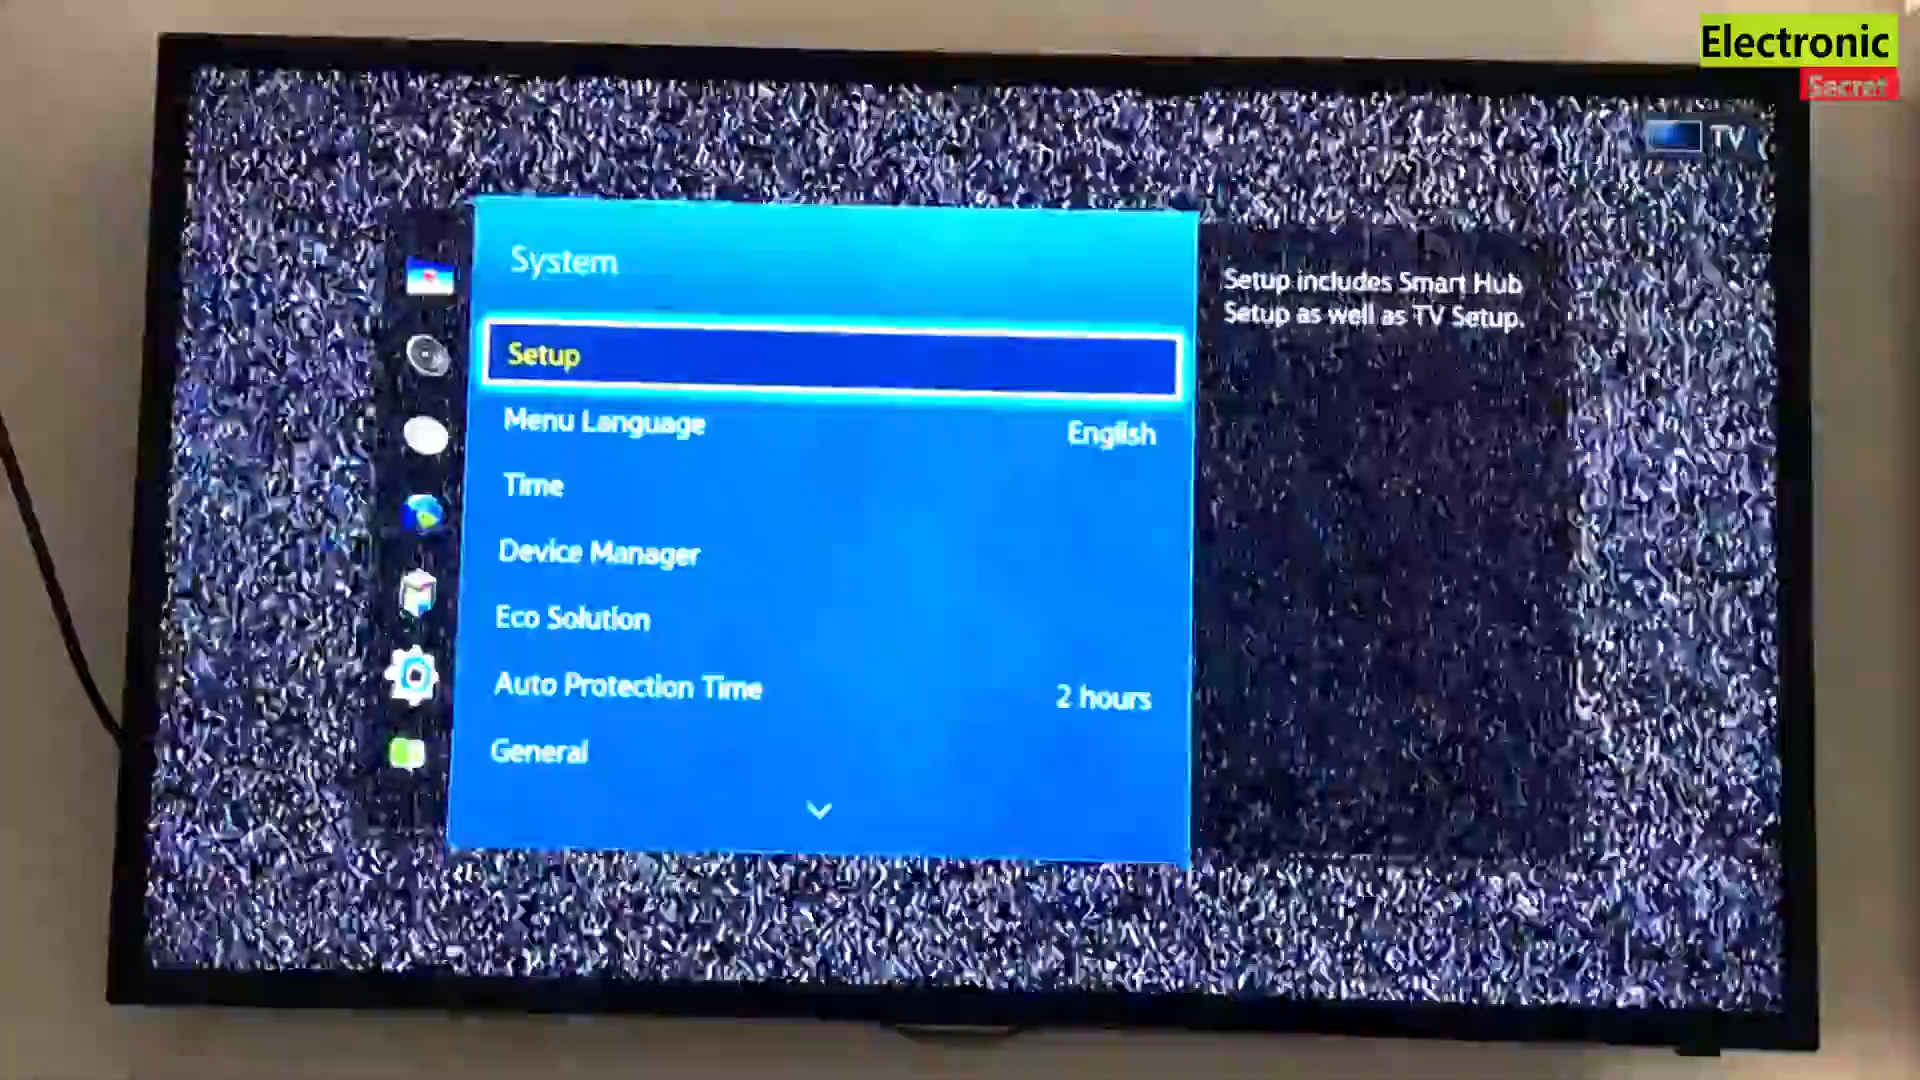 Electronic
Secret
TV
System
Setup includes Smart Hub
Setup as well as TV Setup.
Setup
Menu Language English
Time
Device Manager
Eco Solution
Auto Protection Time 2 hours
General